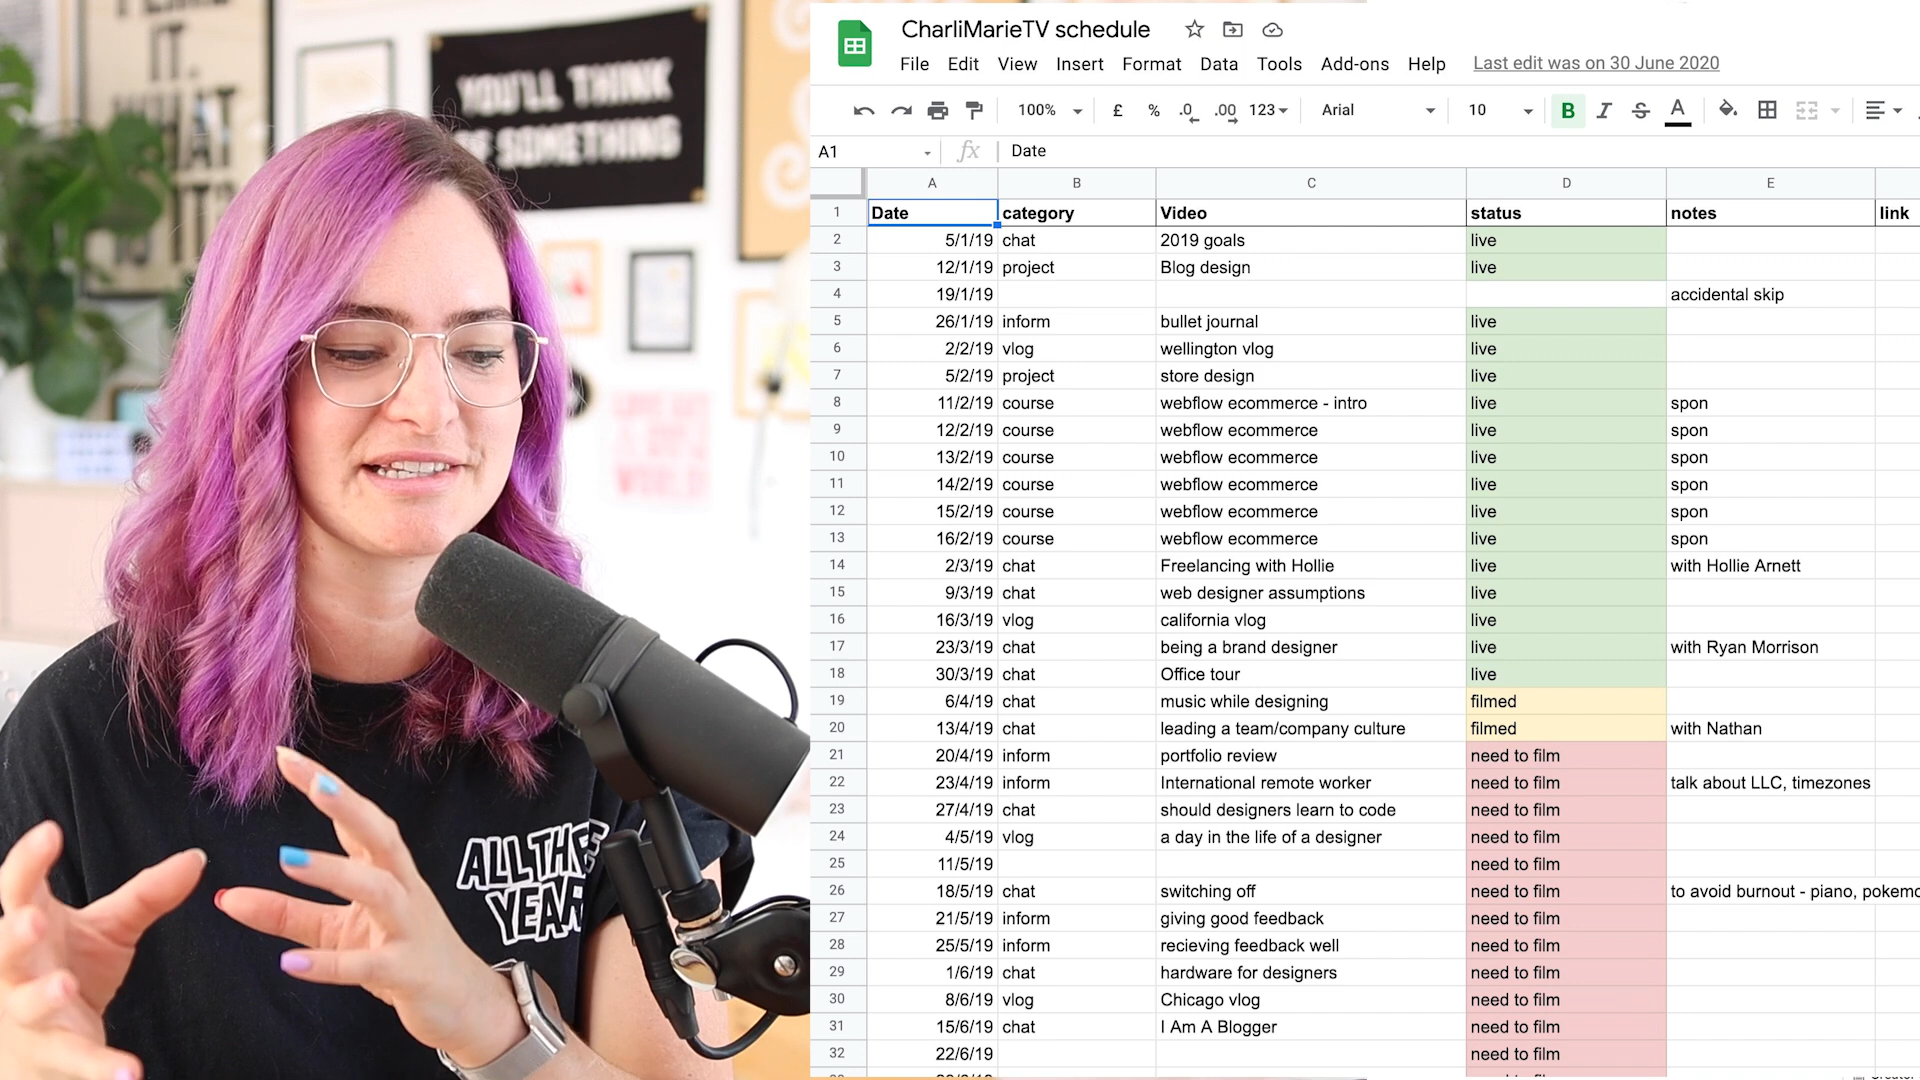 IT.
WHAT
YOU'LL THINK
OF SOMETHING
ALL THESE
YEARS
CharliMarieTV schedule
File Edit View Insert Format Data Tools Add-ons Help Last edit was on 30 June 2020
100% £ % .0 .00 123 Arial 10 B I S A
A1 fx Date
A B C D E
1 Date category Video status notes link
2 5/1/19 chat 2019 goals live
3 12/1/19 project Blog design live
4 19/1/19 accidental skip
5 26/1/19 inform bullet journal live
6 2/2/19 vlog wellington vlog live
7 5/2/19 project store design live
8 11/2/19 course webflow ecommerce - intro live spon
9 12/2/19 course webflow ecommerce live spon
10 13/2/19 course webflow ecommerce live spon
11 14/2/19 course webflow ecommerce live spon
12 15/2/19 course webflow ecommerce live spon
13 16/2/19 course webflow ecommerce live spon
14 2/3/19 chat Freelancing with Hollie live with Hollie Arnett
15 9/3/19 chat web designer assumptions live
16 16/3/19 vlog california vlog live
17 23/3/19 chat being a brand designer live with Ryan Morrison
18 30/3/19 chat Office tour live
19 6/4/19 chat music while designing filmed
20 13/4/19 chat leading a team/company culture filmed with Nathan
21 20/4/19 inform portfolio review need to film
22 23/4/19 inform International remote worker need to film talk about LLC, timezones
23 27/4/19 chat should designers learn to code need to film
24 4/5/19 vlog a day in the life of a designer need to film
25 11/5/19 need to film
26 18/5/19 chat switching off need to film to avoid burnout - piano, pokemo
27 21/5/19 inform giving good feedback need to film
28 25/5/19 inform recieving feedback well need to film
29 1/6/19 chat hardware for designers need to film
30 8/6/19 vlog Chicago vlog need to film
31 15/6/19 chat I Am A Blogger need to film
32 22/6/19 need to film